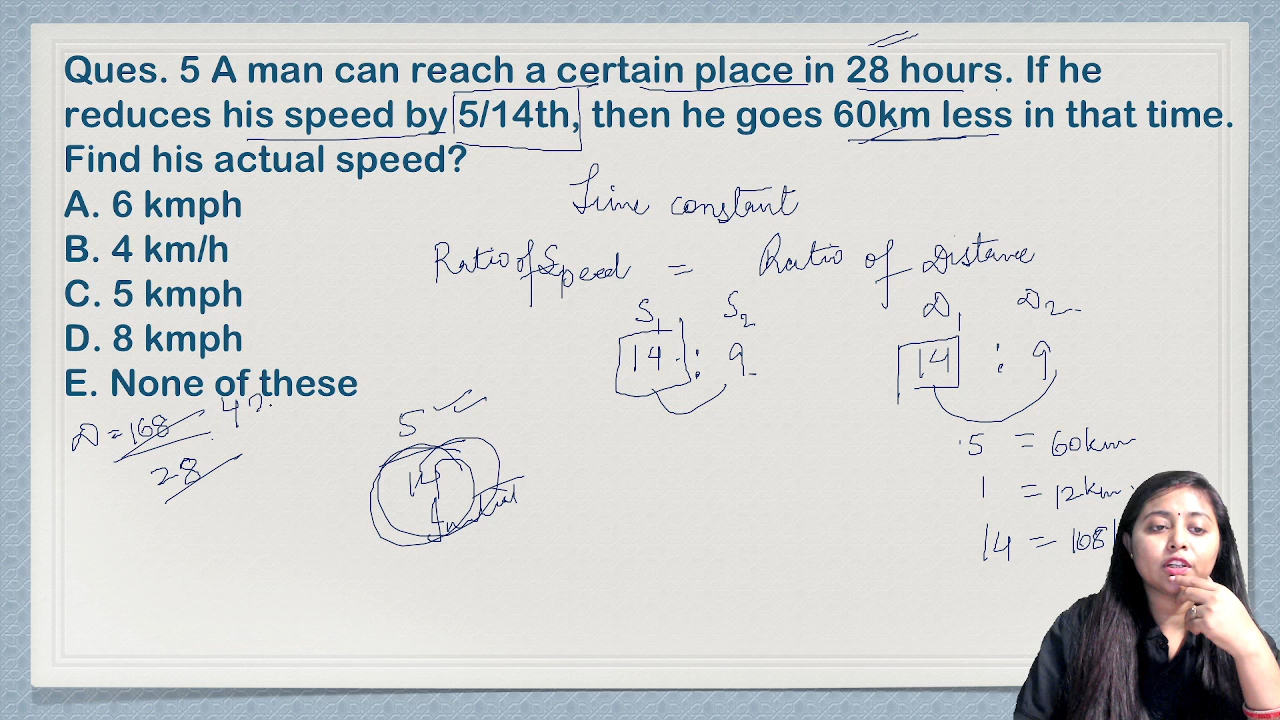 Ques. 5 A man can reach a certain place in 28 hours. If he
reduces his speed by 5/14th, then he goes 60km less in that time.
Find his actual speed?
A. 6 kmph
B. 4 km/h
C. 5 kmph
D. 8 kmph
E. None of these
Time constant
Ratio of Speed = Ratio of Distance
S1 S2 D1 D2
14 : 9 14 : 9
D = 168
28
5
14
5 = 60km
1 = 12km
14 = 168